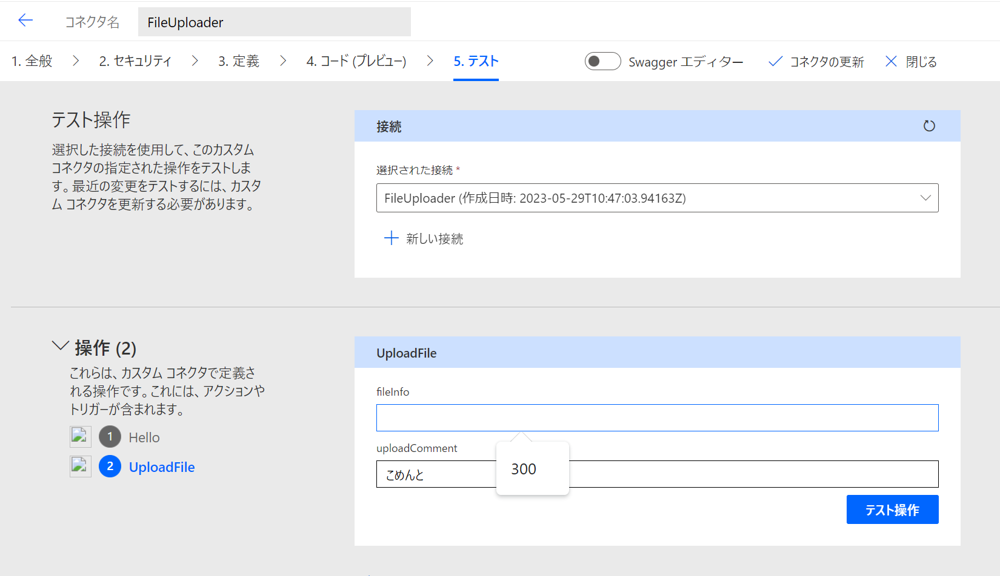 コネクタ名
FileUploader
1. 全般
2. セキュリティ
3. 定義
4. コード (プレビュー)
5. テスト
Swagger エディター
コネクタの更新
閉じる
テスト操作
選択した接続を使用して、このカスタム
コネクタの指定された操作をテストしま
す。最近の変更をテストするには、カスタ
ム コネクタを更新する必要があります。
接続
選択された接続 *
FileUploader (作成日時: 2023-05-29T10:47:03.94163Z)
新しい接続
操作 (2)
これらは、カスタム コネクタで定義さ
れる操作です。これには、アクションや
トリガーが含まれます。
1 Hello
2 UploadFile
UploadFile
fileInfo
uploadComment
300
こめんと
テスト操作